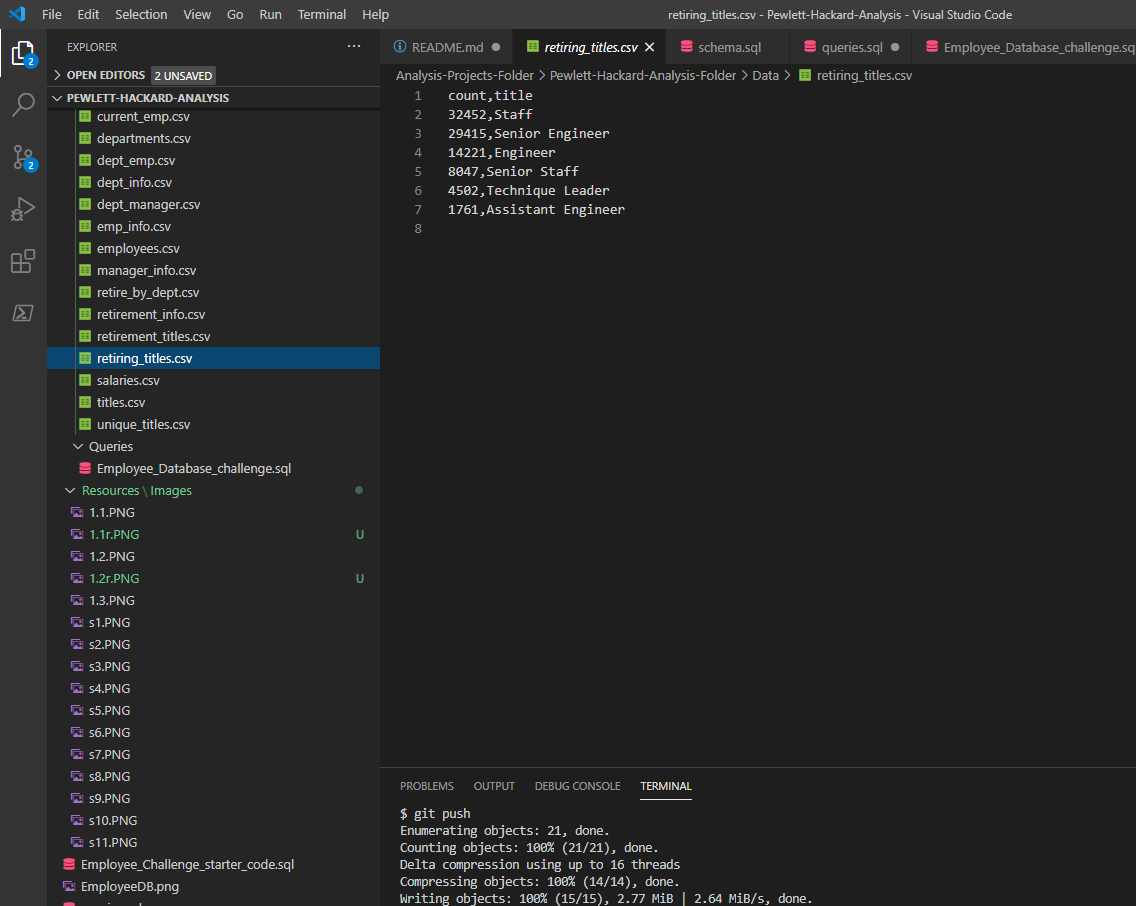 File Edit Selection View Go Run Terminal Help
retiring_titles.csv - Pewlett-Hackard-Analysis - Visual Studio Code
2
2
EXPLORER
OPEN EDITORS 2 UNSAVED
PEWLETT-HACKARD-ANALYSIS
current_emp.csv
departments.csv
dept_emp.csv
dept_info.csv
dept_manager.csv
emp_info.csv
employees.csv
manager_info.csv
retire_by_dept.csv
retirement_info.csv
retirement_titles.csv
retiring_titles.csv
salaries.csv
titles.csv
unique_titles.csv
Queries
Employee_Database_challenge.sql
Resources \ Images
1.1.PNG
1.1r.PNG U
1.2.PNG
1.2r.PNG U
1.3.PNG
s1.PNG
s2.PNG
s3.PNG
s4.PNG
s5.PNG
s6.PNG
s7.PNG
s8.PNG
s9.PNG
s10.PNG
s11.PNG
Employee_Challenge_starter_code.sql
EmployeeDB.png
README.md retiring_titles.csv schema.sql queries.sql Employee_Database_challenge.sq
Analysis-Projects-Folder > Pewlett-Hackard-Analysis-Folder > Data > retiring_titles.csv
1 count,title
2 32452,Staff
3 29415,Senior Engineer
4 14221,Engineer
5 8047,Senior Staff
6 4502,Technique Leader
7 1761,Assistant Engineer
8
PROBLEMS OUTPUT DEBUG CONSOLE TERMINAL
$ git push
Enumerating objects: 21, done.
Counting objects: 100% (21/21), done.
Delta compression using up to 16 threads
Compressing objects: 100% (14/14), done.
Writing objects: 100% (15/15), 2.77 MiB | 2.64 MiB/s, done.